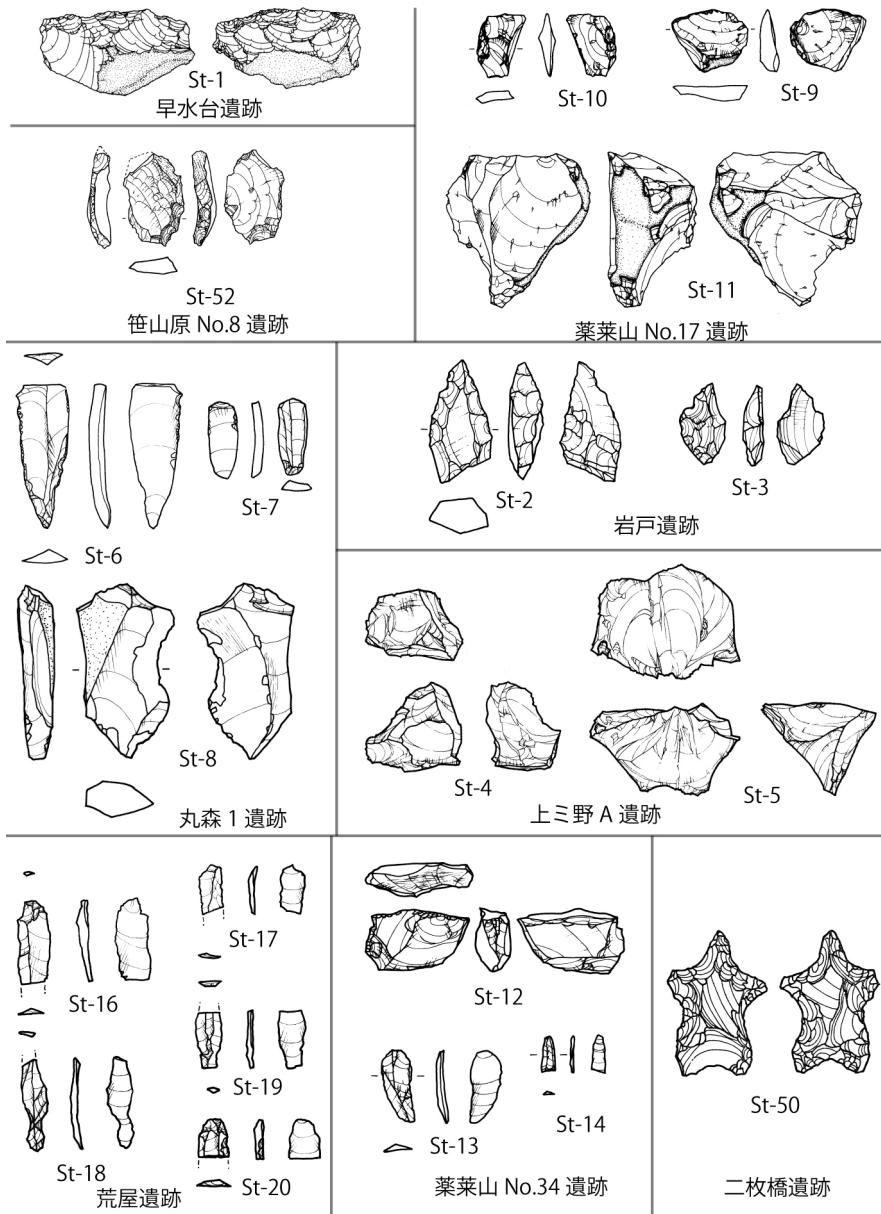 St-1
早水台遺跡
St-52
笹山原 No.8 遺跡
St-10
St-9
St-11
薬莱山 No.17 遺跡
St-7
St-6
St-8
丸森 1 遺跡
St-2
St-3
岩戸遺跡
St-4
St-5
上ミ野 A 遺跡
St-17
St-16
St-19
St-18
St-20
荒屋遺跡
St-12
St-14
St-13
薬莱山 No.34 遺跡
St-50
二枚橋遺跡